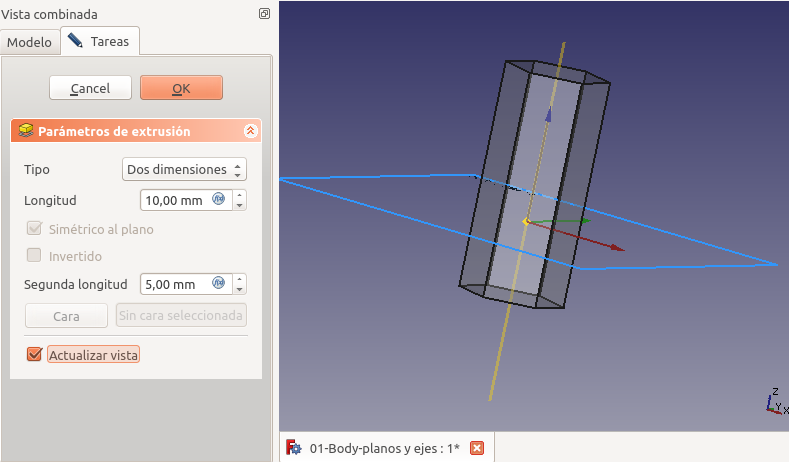 Vista combinada
Modelo
Tareas
Cancel
OK
Parámetros de extrusión
Tipo
Dos dimensiones
Longitud
10,00 mm
Simétrico al plano
Invertido
Segunda longitud
5,00 mm
Cara
Sin cara seleccionada
Actualizar vista
Z
Y
X
01-Body-planos y ejes : 1*